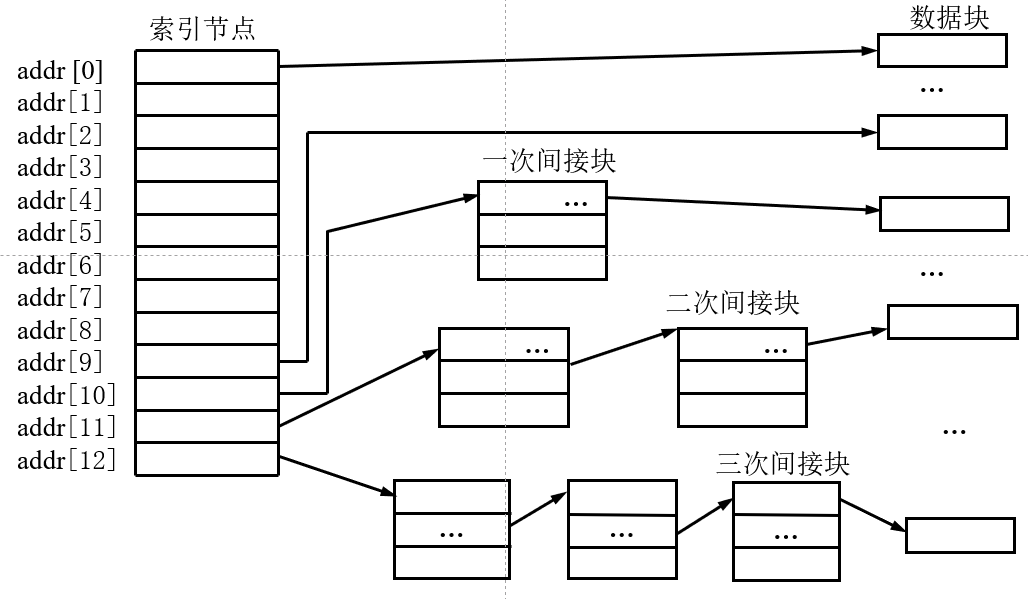 索引节点
数据块
addr[0]
...
addr[1]
addr[2]
一次间接块
addr[3]
addr[4]
...
addr[5]
addr[6]
...
addr[7]
二次间接块
addr[8]
... ...
addr[9]
addr[10]
addr[11]
...
addr[12]
三次间接块
... ... ...